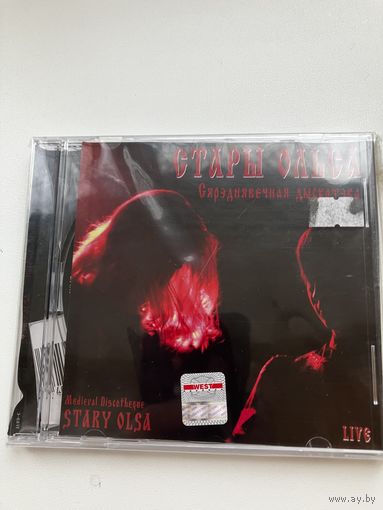 СТАРЫ ОЛЬСА
Сярэднявечная дыскатэка
WEST
Medieval Discotheque
STARY OLSA
LIVE
ay.by